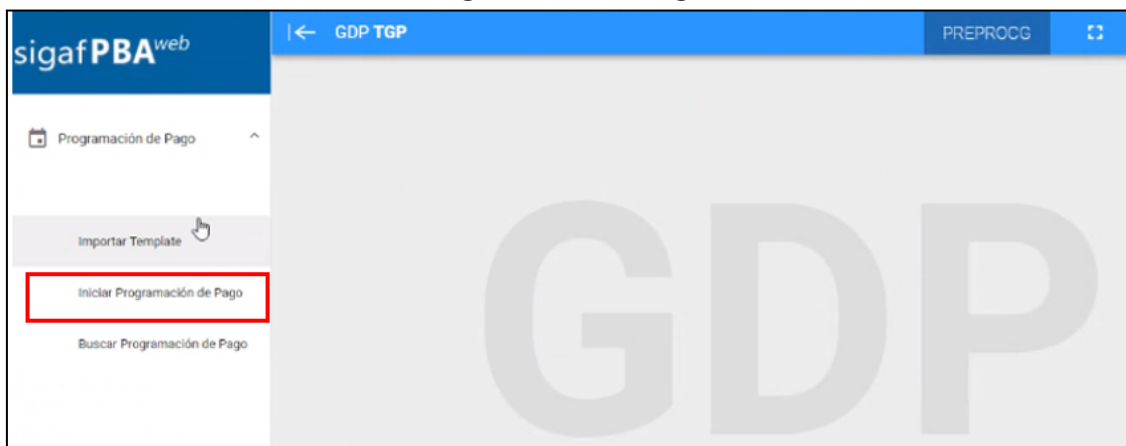 sigafPBAweb
GDP TGP
PREPROCG
Programación de Pago
Importar Template
Iniciar Programación de Pago
Buscar Programación de Pago
GDP